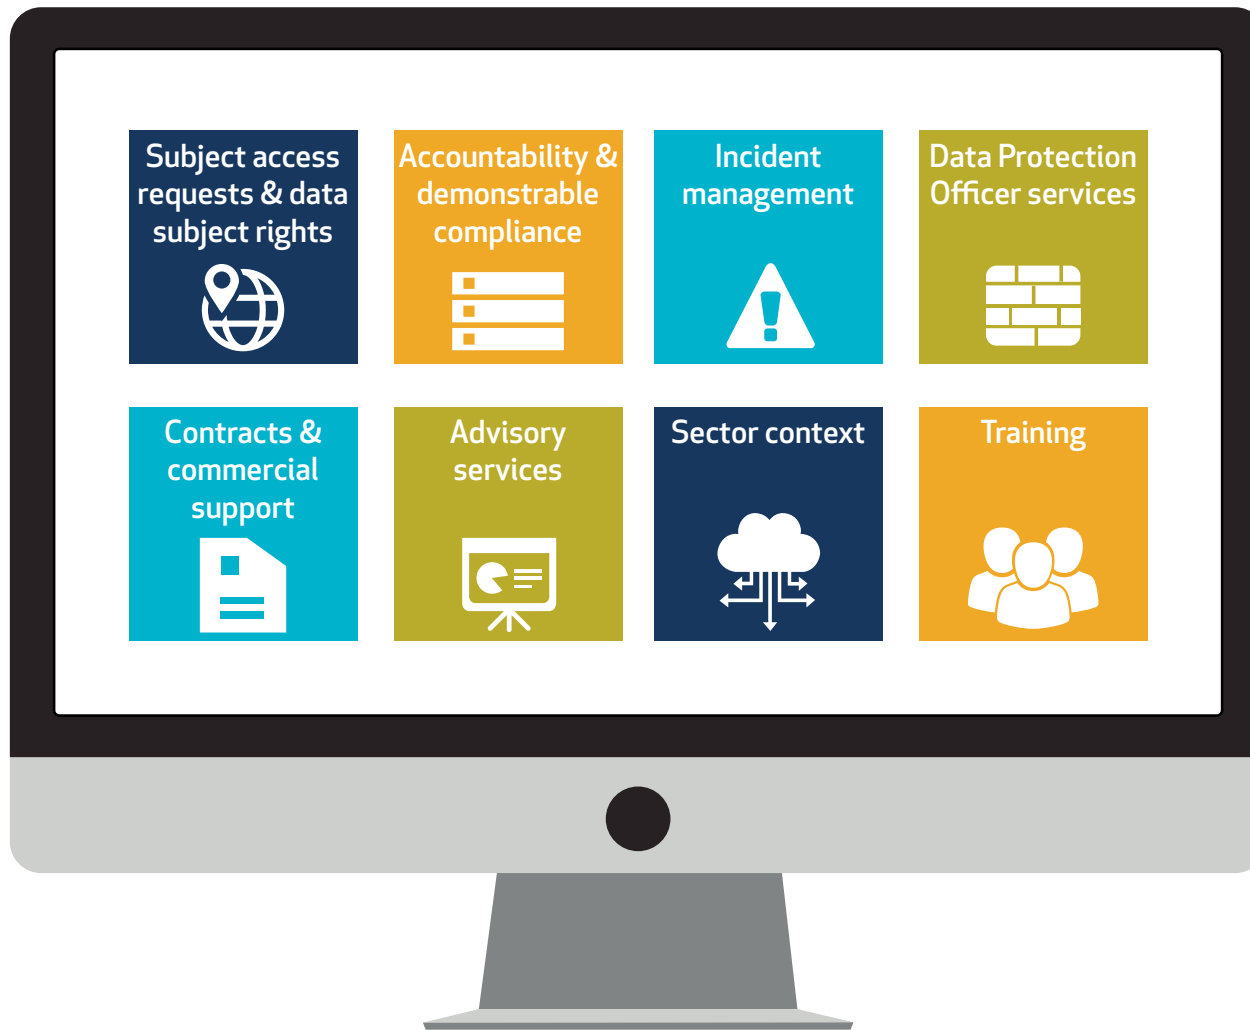 Subject access
requests & data
subject rights
Accountability &
demonstrable
compliance
Incident
management
Data Protection
Officer services
Contracts &
commercial
support
Advisory
services
Sector context
Training